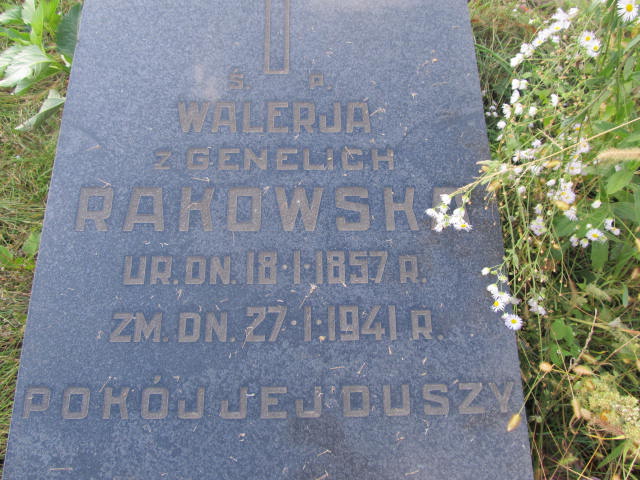 Ś. P.
WALERJA
Z GENELICH
RAKOWSKA
UR. DN. 18·I·1857 R.
ZM. DN. 27·I·1941 R.
POKÓJ JEJ DUSZY